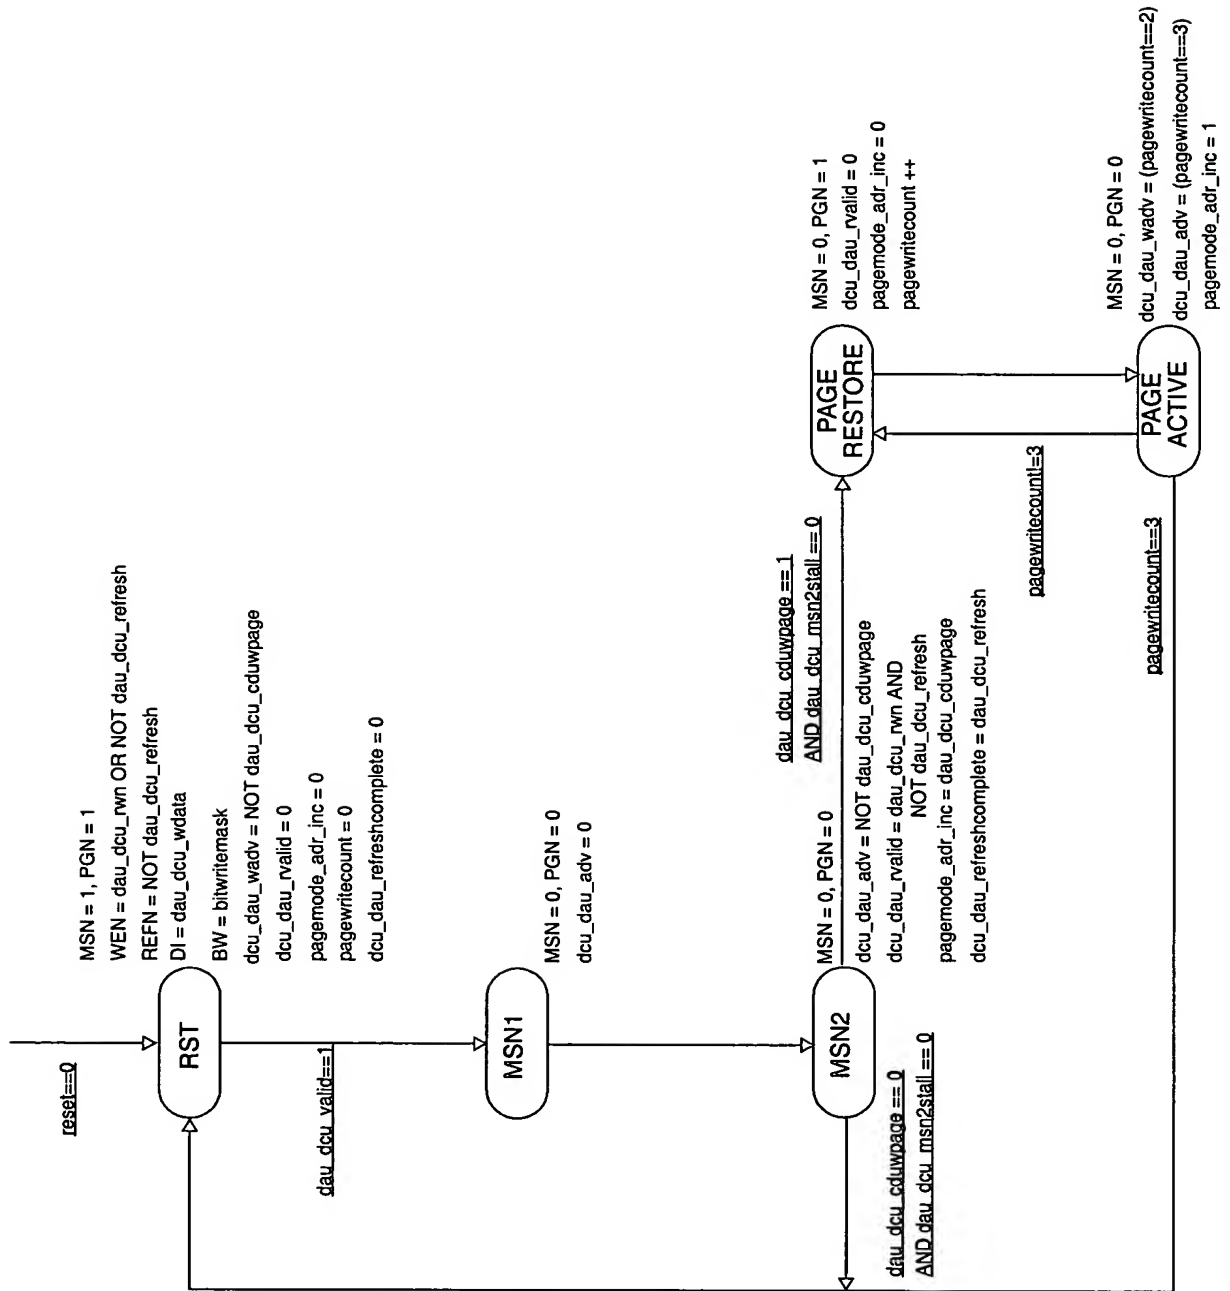 reset==0
MSN = 1, PGN = 1
WEN = dau_dcu_rwn OR NOT dau_dcu_refresh
REFN = NOT dau_dcu_refresh
DI = dau_dcu_wdata
BW = bitwritemask
dcu_dau_wadv = NOT dau_dcu_cduwpage
dcu_dau_rvalid = 0
pagemode_adr_inc = 0
pagewritecount = 0
dcu_dau_refreshcomplete = 0
RST
dau_dcu_valid==1
MSN1
MSN = 0, PGN = 0
dcu_dau_adv = 0
MSN2
MSN = 0, PGN = 0
dcu_dau_adv = NOT dau_dcu_cduwpage
dcu_dau_rvalid = dau_dcu_rwn AND
NOT dau_dcu_refresh
pagemode_adr_inc = dau_dcu_cduwpage
dcu_dau_refreshcomplete = dau_dcu_refresh
dau_dcu_cduwpage == 0
AND dau_dcu_msn2stall == 0
dau_dcu_cduwpage == 1
AND dau_dcu_msn2stall == 0
PAGE
RESTORE
MSN = 0, PGN = 1
dcu_dau_rvalid = 0
pagemode_adr_inc = 0
pagewritecount ++
pagewritecount!=3
pagewritecount==3
PAGE
ACTIVE
MSN = 0, PGN = 0
dcu_dau_wadv = (pagewritecount==2)
dcu_dau_adv = (pagewritecount==3)
pagemode_adr_inc = 1